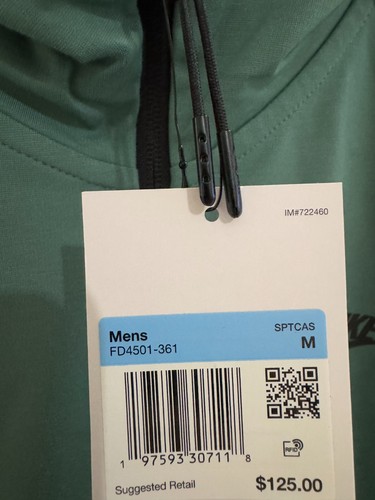 IM#722460
Mens SPTCAS
FD4501-361 M
1 97593 30711 8
RFID
Suggested Retail $125.00